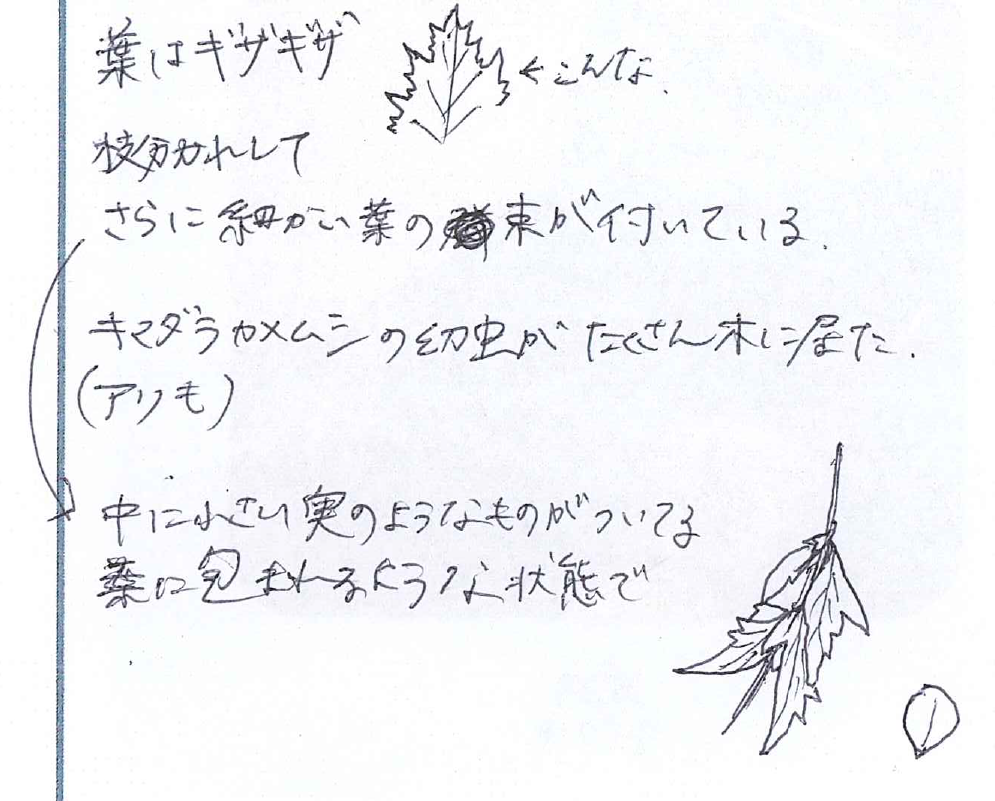 葉はギザギザ ←こんな.
枝分かれして
さらに細かい葉の束が付いている.
キマダラカメムシの幼虫がたくさん木に居た.
(アリも)
中に小さい実のようなものがついてる
葉に包まれるような状態で